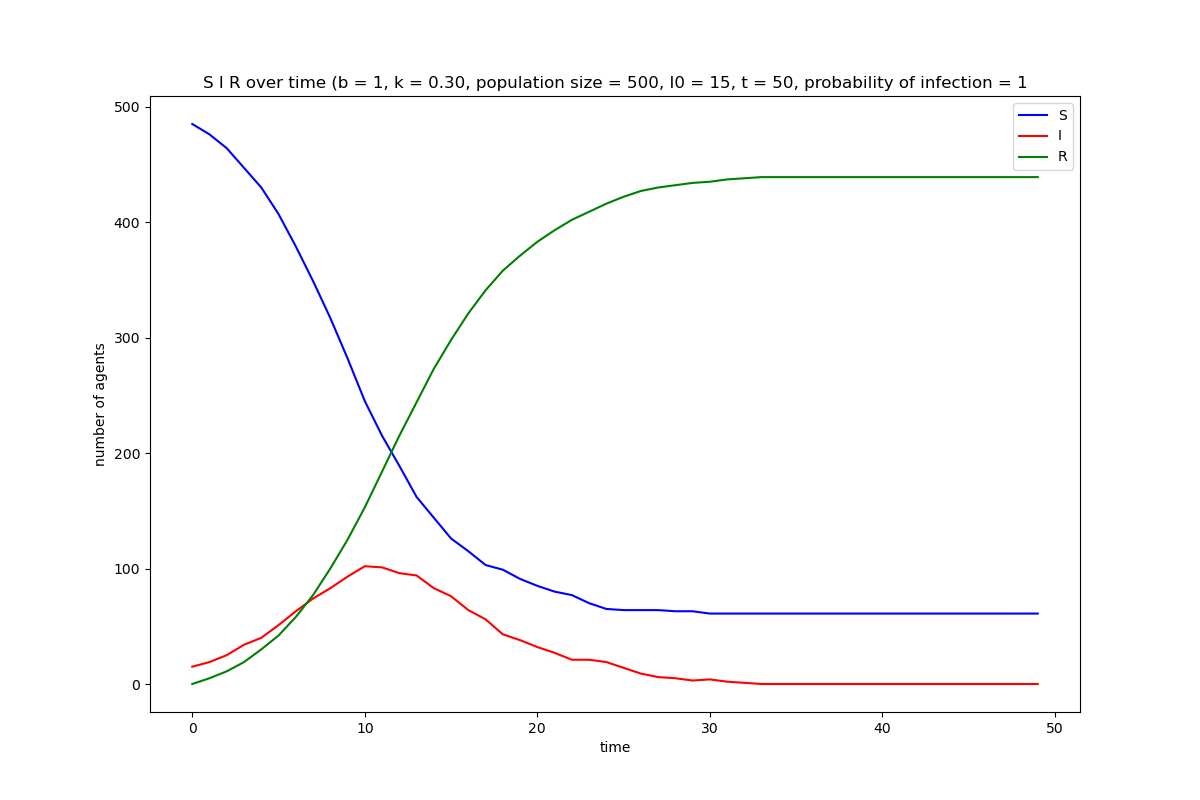 S I R over time (b = 1, k = 0.30, population size = 500, I0 = 15, t = 50, probability of infection = 1
S
I
R
500
400
300
200
100
0
number of agents
0 10 20 30 40 50
time